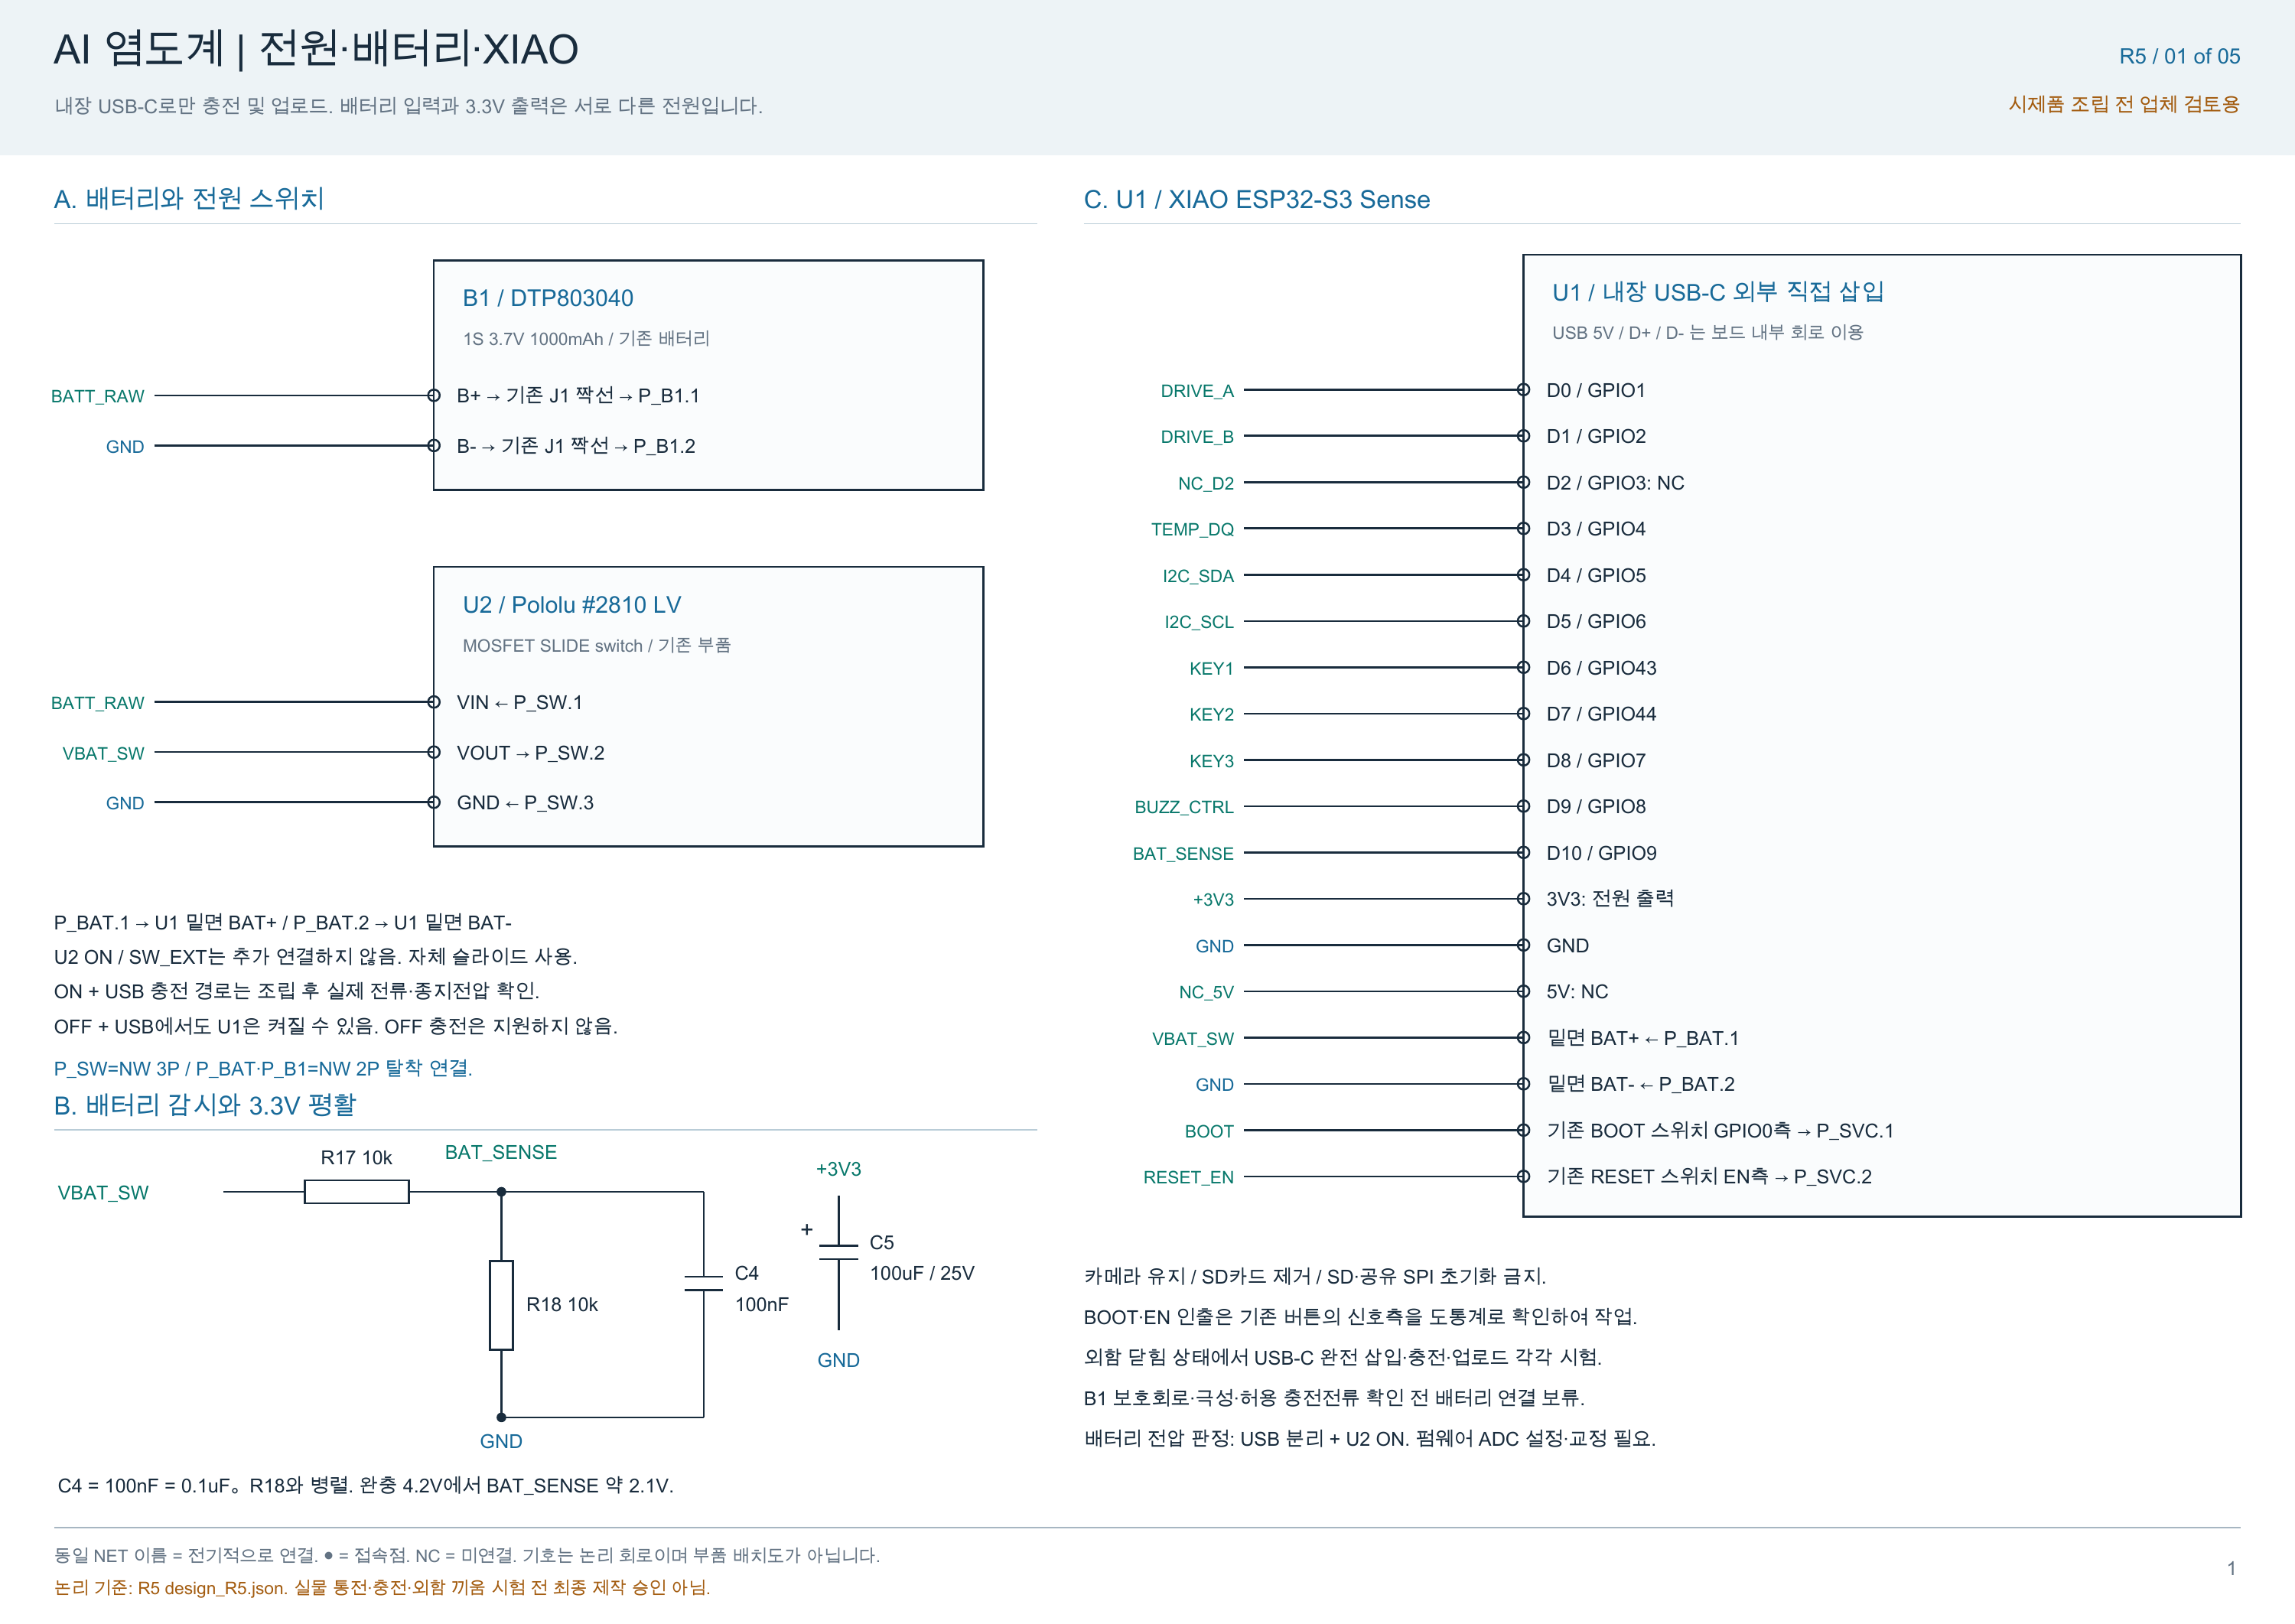 AI 염도계 | 전원·배터리·XIAO
내장 USB-C로만 충전 및 업로드. 배터리 입력과 3.3V 출력은 서로 다른 전원입니다.
R5 / 01 of 05
시제품 조립 전 업체 검토용
A. 배터리와 전원 스위치
B1 / DTP803040
1S 3.7V 1000mAh / 기존 배터리
BATT_RAW
B+ → 기존 J1 짝선 → P_B1.1
GND
B- → 기존 J1 짝선 → P_B1.2
U2 / Pololu #2810 LV
MOSFET SLIDE switch / 기존 부품
BATT_RAW
VIN ← P_SW.1
VBAT_SW
VOUT → P_SW.2
GND
GND ← P_SW.3
P_BAT.1 → U1 밑면 BAT+ / P_BAT.2 → U1 밑면 BAT-
U2 ON / SW_EXT는 추가 연결하지 않음. 자체 슬라이드 사용.
ON + USB 충전 경로는 조립 후 실제 전류·종지전압 확인.
OFF + USB에서도 U1은 켜질 수 있음. OFF 충전은 지원하지 않음.
P_SW=NW 3P / P_BAT·P_B1=NW 2P 탈착 연결.
B. 배터리 감시와 3.3V 평활
VBAT_SW
R17 10k
BAT_SENSE
R18 10k
C4
100nF
GND
+3V3
+
C5
100uF / 25V
GND
C4 = 100nF = 0.1uF。R18와 병렬. 완충 4.2V에서 BAT_SENSE 약 2.1V.
C. U1 / XIAO ESP32-S3 Sense
U1 / 내장 USB-C 외부 직접 삽입
USB 5V / D+ / D- 는 보드 내부 회로 이용
DRIVE_A
D0 / GPIO1
DRIVE_B
D1 / GPIO2
NC_D2
D2 / GPIO3: NC
TEMP_DQ
D3 / GPIO4
I2C_SDA
D4 / GPIO5
I2C_SCL
D5 / GPIO6
KEY1
D6 / GPIO43
KEY2
D7 / GPIO44
KEY3
D8 / GPIO7
BUZZ_CTRL
D9 / GPIO8
BAT_SENSE
D10 / GPIO9
+3V3
3V3: 전원 출력
GND
GND
NC_5V
5V: NC
VBAT_SW
밑면 BAT+ ← P_BAT.1
GND
밑면 BAT- ← P_BAT.2
BOOT
기존 BOOT 스위치 GPIO0측 → P_SVC.1
RESET_EN
기존 RESET 스위치 EN측 → P_SVC.2
카메라 유지 / SD카드 제거 / SD·공유 SPI 초기화 금지.
BOOT·EN 인출은 기존 버튼의 신호측을 도통계로 확인하여 작업.
외함 닫힘 상태에서 USB-C 완전 삽입·충전·업로드 각각 시험.
B1 보호회로·극성·허용 충전전류 확인 전 배터리 연결 보류.
배터리 전압 판정: USB 분리 + U2 ON. 펌웨어 ADC 설정·교정 필요.
동일 NET 이름 = 전기적으로 연결. ● = 접속점. NC = 미연결. 기호는 논리 회로이며 부품 배치도가 아닙니다.
논리 기준: R5 design_R5.json. 실물 통전·충전·외함 끼움 시험 전 최종 제작 승인 아님.
1